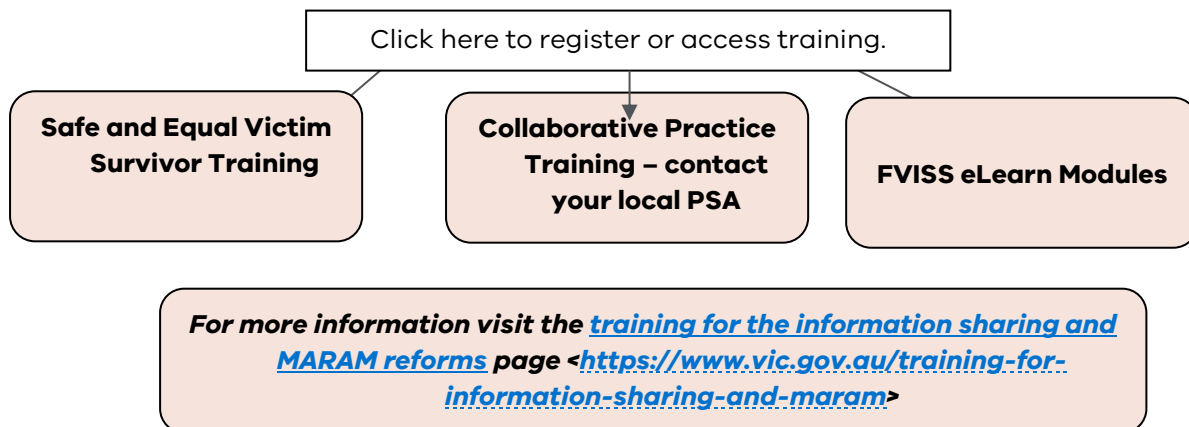 Click here to register or access training.
Safe and Equal Victim
Survivor Training
Collaborative Practice
Training – contact
your local PSA
FVISS eLearn Modules
For more information visit the training for the information sharing and
MARAM reforms page <https://www.vic.gov.au/training-for-
information-sharing-and-maram>